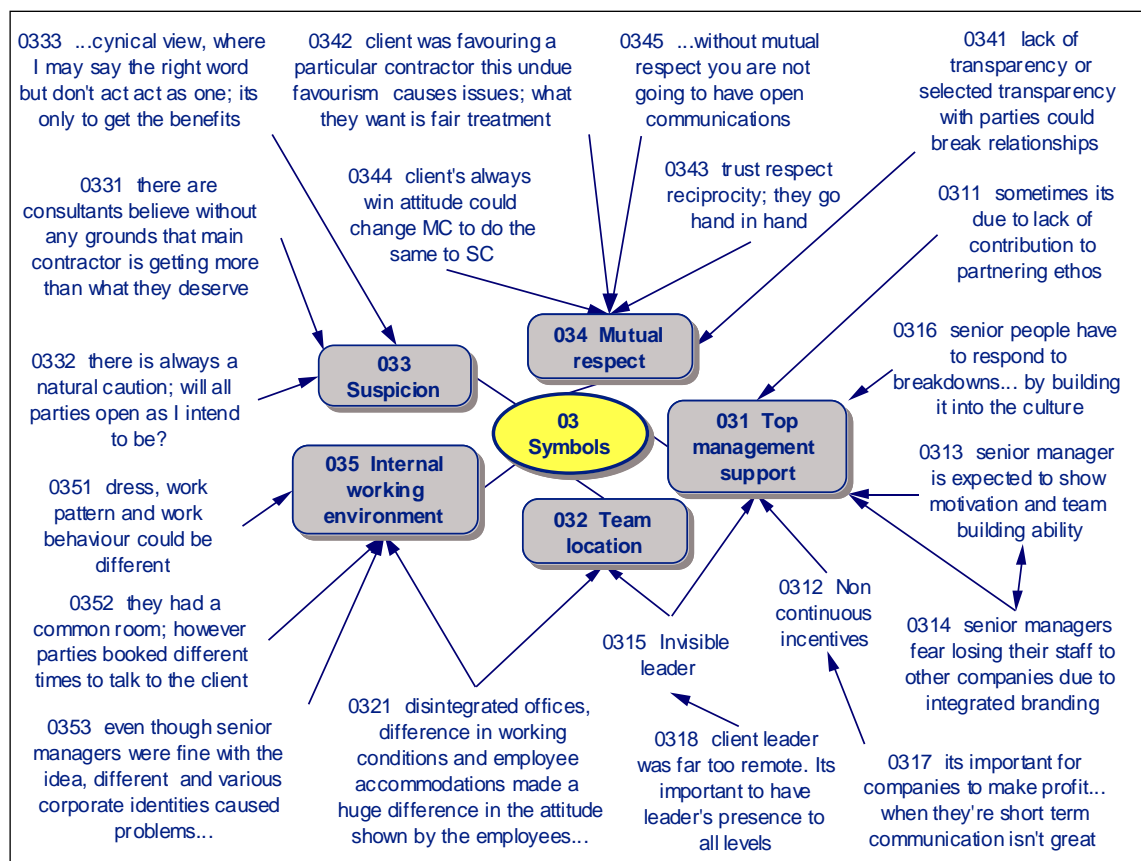 0333 ...cynical view, where
I may say the right word
but don't act act as one; its
only to get the benefits
0342 client was favouring a
particular contractor this undue
favourism causes issues; what
they want is fair treatment
0345 ...without mutual
respect you are not
going to have open
communications
0341 lack of
transparency or
selected transparency
with parties could
break relationships
0331 there are
consultants believe without
any grounds that main
contractor is getting more
than what they deserve
0344 client's always
win attitude could
change MC to do the
same to SC
0343 trust respect
reciprocity; they go
hand in hand
0311 sometimes its
due to lack of
contribution to
partnering ethos
0332 there is always a
natural caution; will all
parties open as I intend
to be?
033
Suspicion
034 Mutual
respect
0316 senior people have
to respond to
breakdowns... by building
it into the culture
03
Symbols
031 Top
management
support
035 Internal
working
environment
032 Team
location
0313 senior manager
is expected to show
motivation and team
building ability
0351 dress, work
pattern and work
behaviour could be
different
0352 they had a
common room; however
parties booked different
times to talk to the client
0315 Invisible
leader
0312 Non
continuous
incentives
0314 senior managers
fear losing their staff to
other companies due to
integrated branding
0353 even though senior
managers were fine with the
idea, different and various
corporate identities caused
problems...
0321 disintegrated offices,
difference in working
conditions and employee
accommodations made a
huge difference in the attitude
shown by the employees...
0318 client leader
was far too remote. Its
important to have
leader's presence to
all levels
0317 its important for
companies to make profit...
when they're short term
communication isn't great